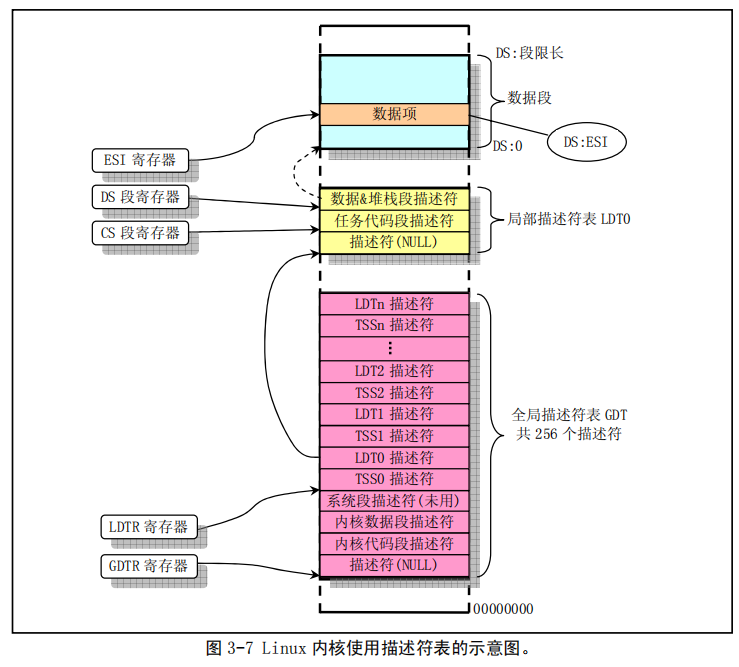 DS:段限长
数据段
数据项
DS:ESI
DS:0
ESI 寄存器
DS 段寄存器
CS 段寄存器
数据&堆栈段描述符
任务代码段描述符
描述符(NULL)
局部描述符表 LDT0
LDTn 描述符
TSSn 描述符
⋮
LDT2 描述符
TSS2 描述符
LDT1 描述符
TSS1 描述符
LDT0 描述符
TSS0 描述符
系统段描述符(未用)
内核数据段描述符
内核代码段描述符
描述符(NULL)
全局描述符表 GDT
共 256 个描述符
LDTR 寄存器
GDTR 寄存器
00000000
图 3-7 Linux 内核使用描述符表的示意图。